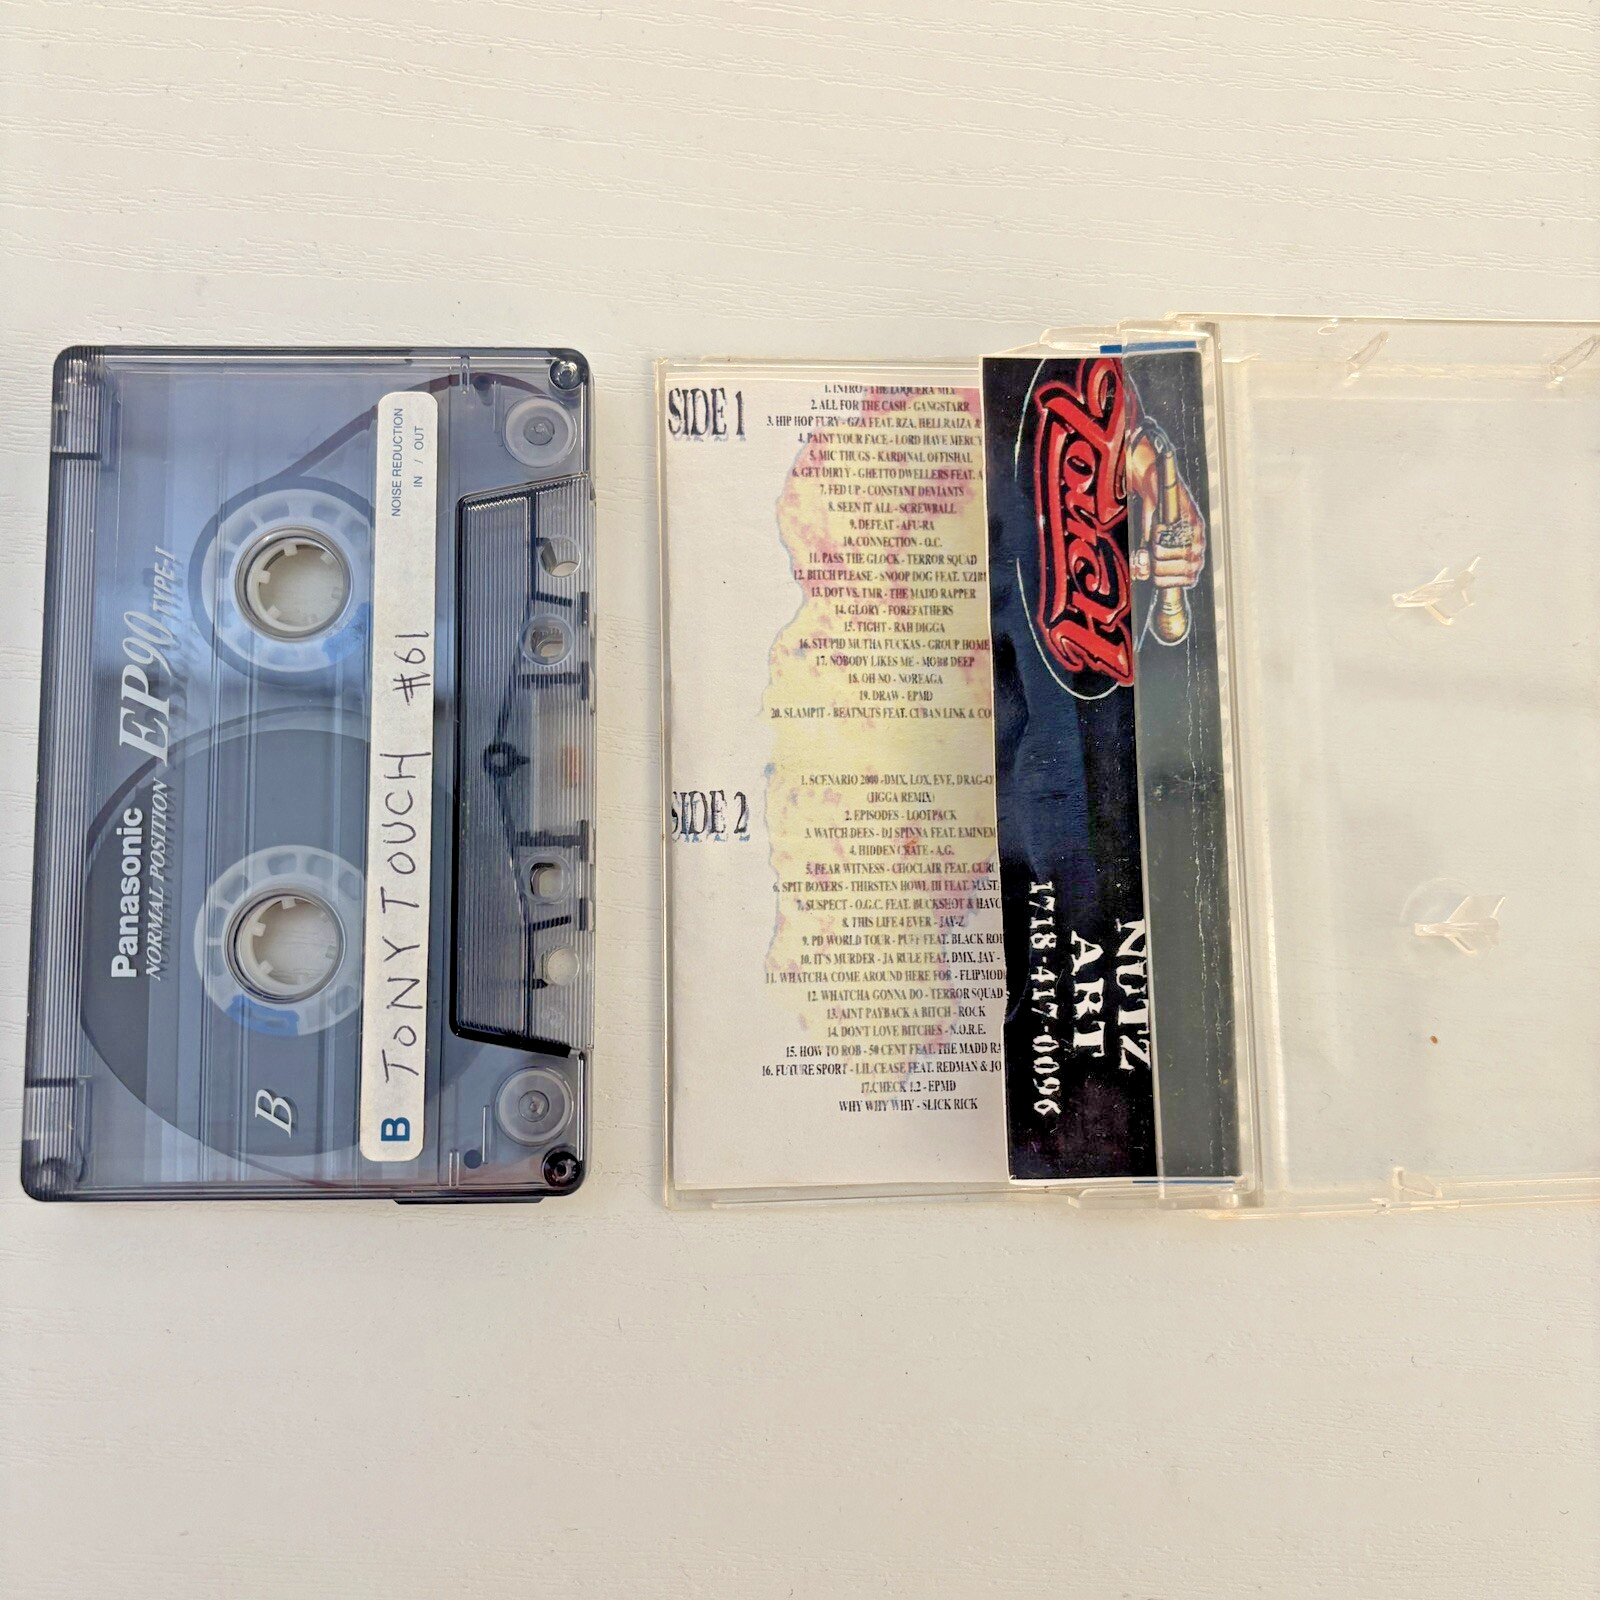 Panasonic
NORMAL POSITION EP90 TYPE-I
B
B TONY TOUCH #61
NOISE REDUCTION
IN / OUT
SIDE 1
1. INTRO - THE LOQUERA MIX
2. ALL FOR THE CASH - GANGSTARR
3. HIP HOP FURY - GZA FEAT. RZA, HELLRAIZA &
4. PAINT YOUR FACE - LORD HAVE MERCY
5. MIC THUGS - KARDINAL OFFISHAL
6. GET DIRTY - GHETTO DWELLERS FEAT. A
7. FED UP - CONSTANT DEVIANTS
8. SEEN IT ALL - SCREWBALL
9. DEFEAT - AFU-RA
10. CONNECTION - O.C.
11. PASS THE GLOCK - TERROR SQUAD
12. BITCH PLEASE - SNOOP DOG FEAT. XZIBI
13. DOT VS. TMR - THE MADD RAPPER
14. GLORY - FOREFATHERS
15. TIGHT - RAH DIGGA
16. STUPID MUTHA FUCKAS - GROUP HOME
17. NOBODY LIKES ME - MOBB DEEP
18. OH NO - NOREAGA
19. DRAW - EPMD
20. SLAMPIT - BEATNUTS FEAT. CUBAN LINK & CO
SIDE 2
1. SCENARIO 2000 -DMX, LOX, EVE, DRAG-O
(JIGGA REMIX)
2. EPISODES - LOOTPACK
3. WATCH DEES - DJ SPINNA FEAT. EMINEM
4. HIDDEN CRATE - A.G.
5. BEAR WITNESS - CHOCLAIR FEAT. GURU
6. SPIT BOXERS - THIRSTEN HOWL III FEAT. MAST
7. SUSPECT - O.G.C. FEAT. BUCKSHOT & HAVO
8. THIS LIFE 4 EVER - JAY-Z
9. PD WORLD TOUR - PUFF FEAT. BLACK ROB
10. IT'S MURDER - JA RULE FEAT. DMX, JAY -
11. WHATCHA COME AROUND HERE FOR - FLIPMOD
12. WHATCHA GONNA DO - TERROR SQUAD
13. AINT PAYBACK A BITCH - ROCK
14. DON'T LOVE BITCHES - N.O.R.E.
15. HOW TO ROB - 50 CENT FEAT. THE MADD RA
16. FUTURE SPORT - LIL CEASE FEAT. REDMAN & JO
17.CHECK 1,2 - EPMD
WHY WHY WHY - SLICK RICK
TOUCH
NUTZ
ART
1718-417-0096